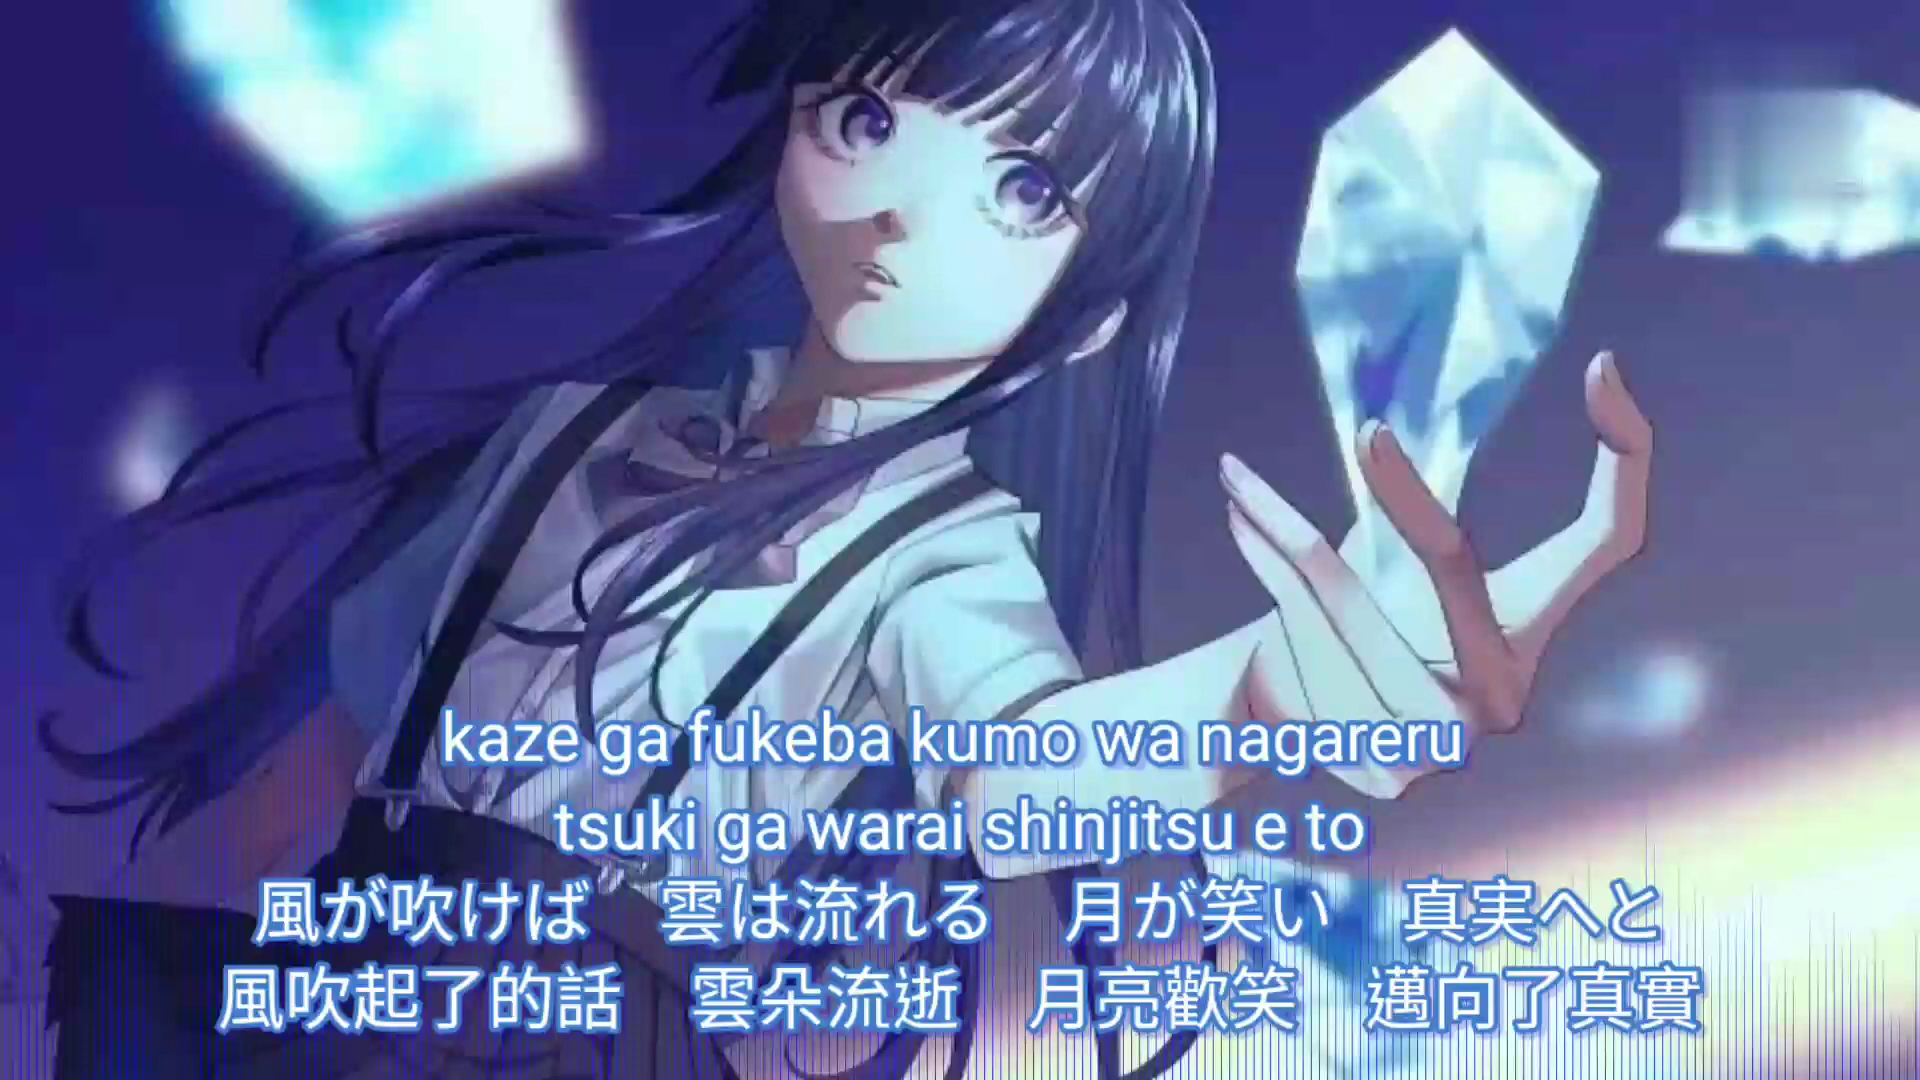 kaze ga fukeba kumo wa nagareru
tsuki ga warai shinjitsu e to
風が吹けば　雲は流れる　月が笑い　真実へと
風吹起了的話　雲朵流逝　月亮歡笑　邁向了真實